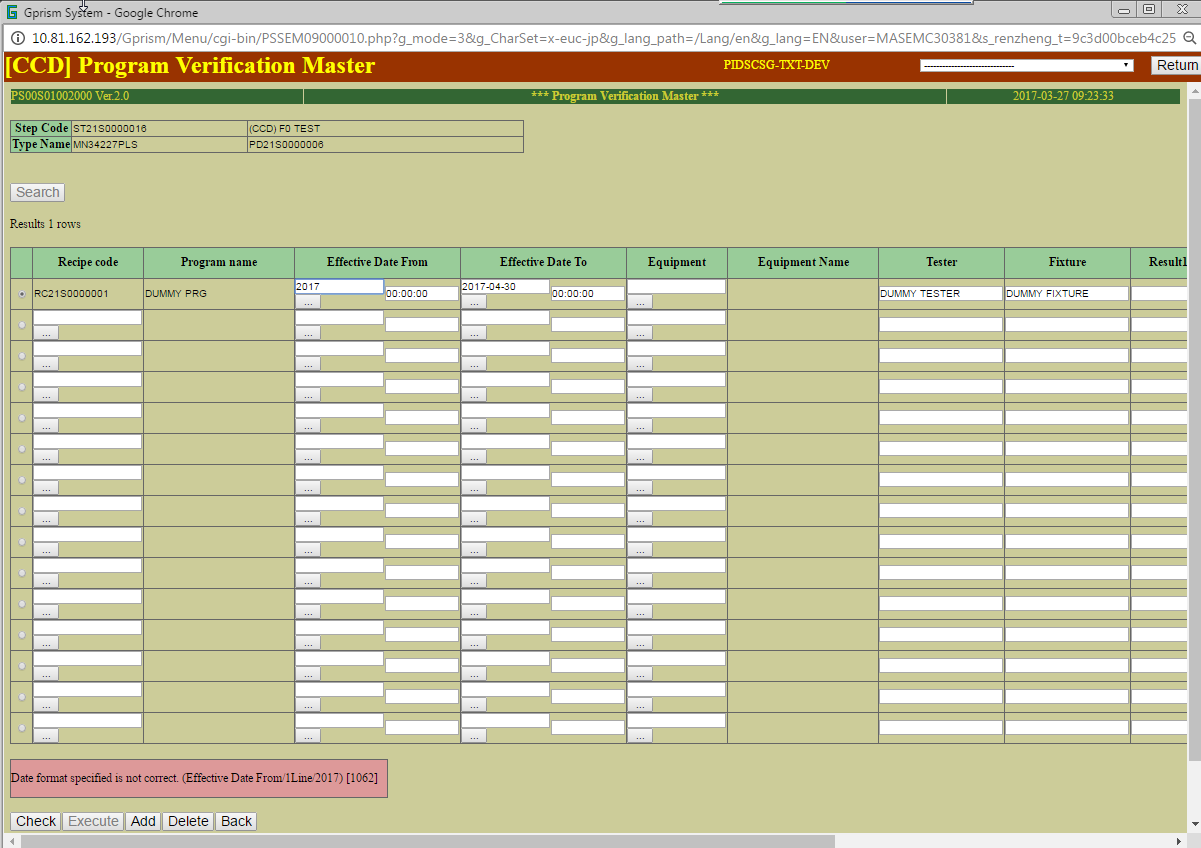 Gprism System - Google Chrome
10.81.162.193/Gprism/Menu/cgi-bin/PSSEM09000010.php?g_mode=3&g_CharSet=x-euc-jp&g_lang_path=/Lang/en&g_lang=EN&user=MASEMC30381&s_renzheng_t=9c3d00bceb4c25
[CCD] Program Verification Master PIDSCSG-TXT-DEV ------------------------------ Return
PS00S01002000 Ver.2.0 *** Program Verification Master *** 2017-03-27 09:23:33
Step Code ST21S0000016 (CCD) F0 TEST
Type Name MN34227PLS PD21S0000006
Search
Results 1 rows
Recipe code Program name Effective Date From Effective Date To Equipment Equipment Name Tester Fixture Result1
RC21S0000001 DUMMY PRG 2017 ... 00:00:00 2017-04-30 ... 00:00:00 ... DUMMY TESTER DUMMY FIXTURE
... ... ... ...
... ... ... ...
... ... ... ...
... ... ... ...
... ... ... ...
... ... ... ...
... ... ... ...
... ... ... ...
... ... ... ...
... ... ... ...
... ... ... ...
... ... ... ...
... ... ... ...
... ... ... ...
Date format specified is not correct. (Effective Date From/1Line/2017) [1062]
Check Execute Add Delete Back